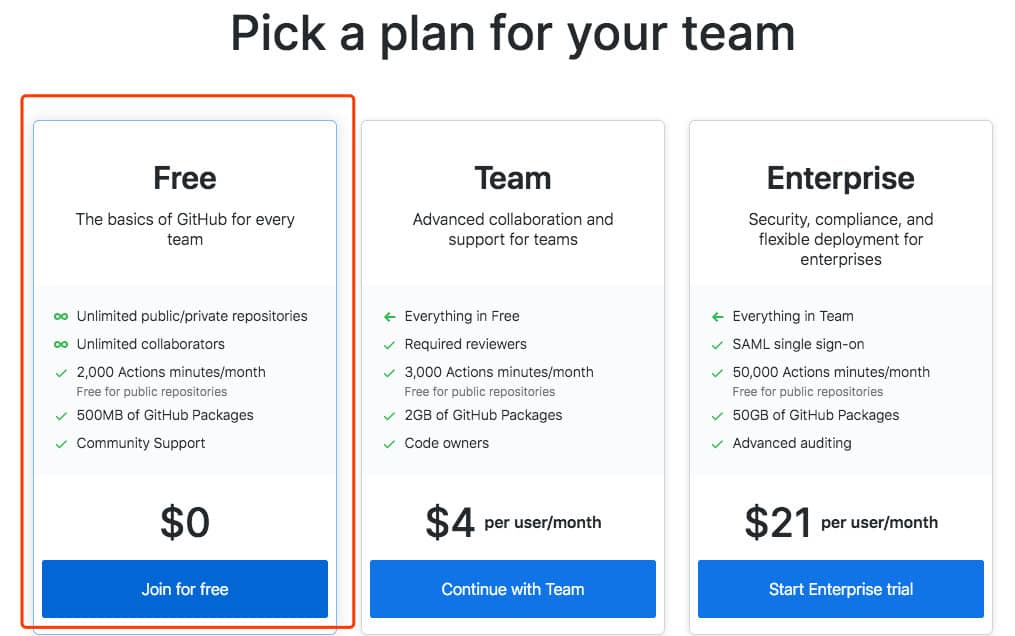 Pick a plan for your team
Free
The basics of GitHub for every
team
Unlimited public/private repositories
Unlimited collaborators
2,000 Actions minutes/month
Free for public repositories
500MB of GitHub Packages
Community Support
$0
Join for free
Team
Advanced collaboration and
support for teams
Everything in Free
Required reviewers
3,000 Actions minutes/month
Free for public repositories
2GB of GitHub Packages
Code owners
$4 per user/month
Continue with Team
Enterprise
Security, compliance, and
flexible deployment for
enterprises
Everything in Team
SAML single sign-on
50,000 Actions minutes/month
Free for public repositories
50GB of GitHub Packages
Advanced auditing
$21 per user/month
Start Enterprise trial